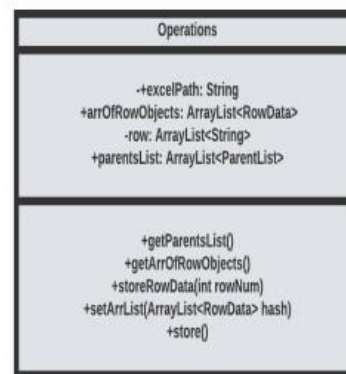 Operations
-+excelPath: String
+arrOfRowObjects: ArrayList<RowData>
-row: ArrayList<String>
+parentsList: ArrayList<ParentList>
+getParentsList()
+getArrOfRowObjects()
+storeRowData(int rowNum)
+setArrList(ArrayList<RowData> hash)
+store()